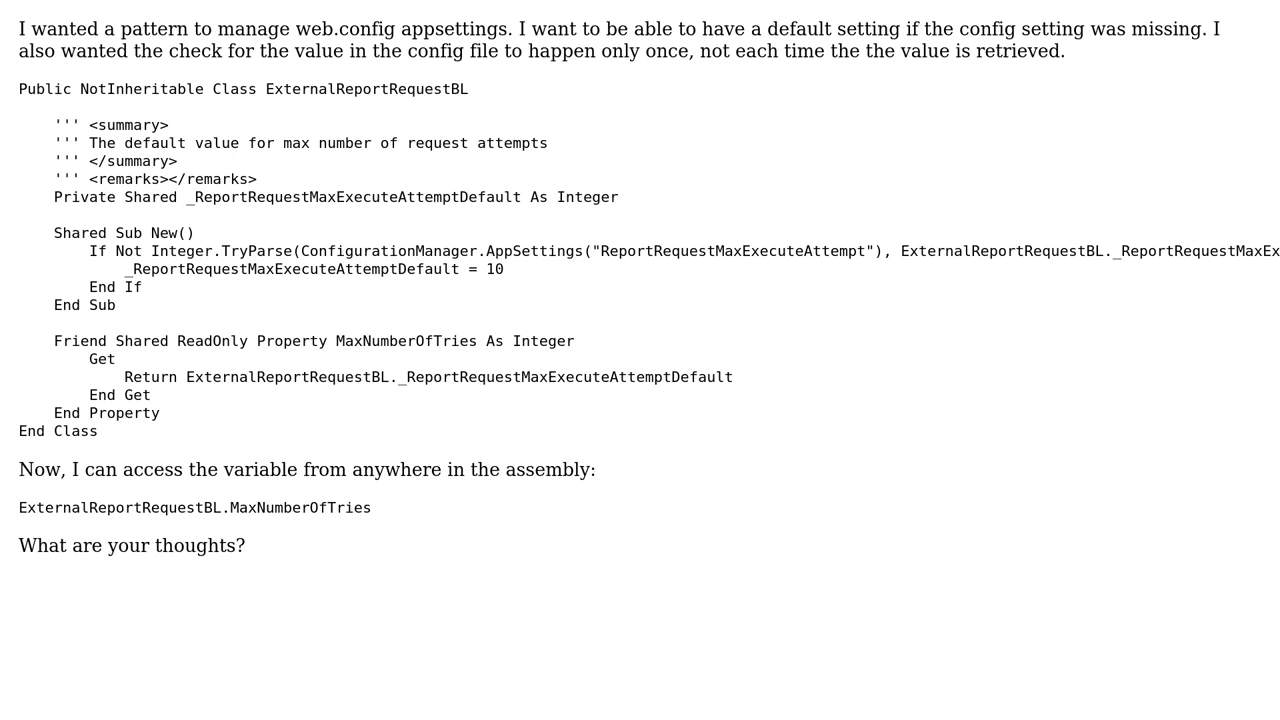 I wanted a pattern to manage web.config appsettings. I want to be able to have a default setting if the config setting was missing. I
also wanted the check for the value in the config file to happen only once, not each time the the value is retrieved.
Public NotInheritable Class ExternalReportRequestBL
    ''' <summary>
    ''' The default value for max number of request attempts
    ''' </summary>
    ''' <remarks></remarks>
    Private Shared _ReportRequestMaxExecuteAttemptDefault As Integer
    Shared Sub New()
        If Not Integer.TryParse(ConfigurationManager.AppSettings("ReportRequestMaxExecuteAttempt"), ExternalReportRequestBL._ReportRequestMaxEx
            _ReportRequestMaxExecuteAttemptDefault = 10
        End If
    End Sub
    Friend Shared ReadOnly Property MaxNumberOfTries As Integer
        Get
            Return ExternalReportRequestBL._ReportRequestMaxExecuteAttemptDefault
        End Get
    End Property
End Class
Now, I can access the variable from anywhere in the assembly:
ExternalReportRequestBL.MaxNumberOfTries
What are your thoughts?